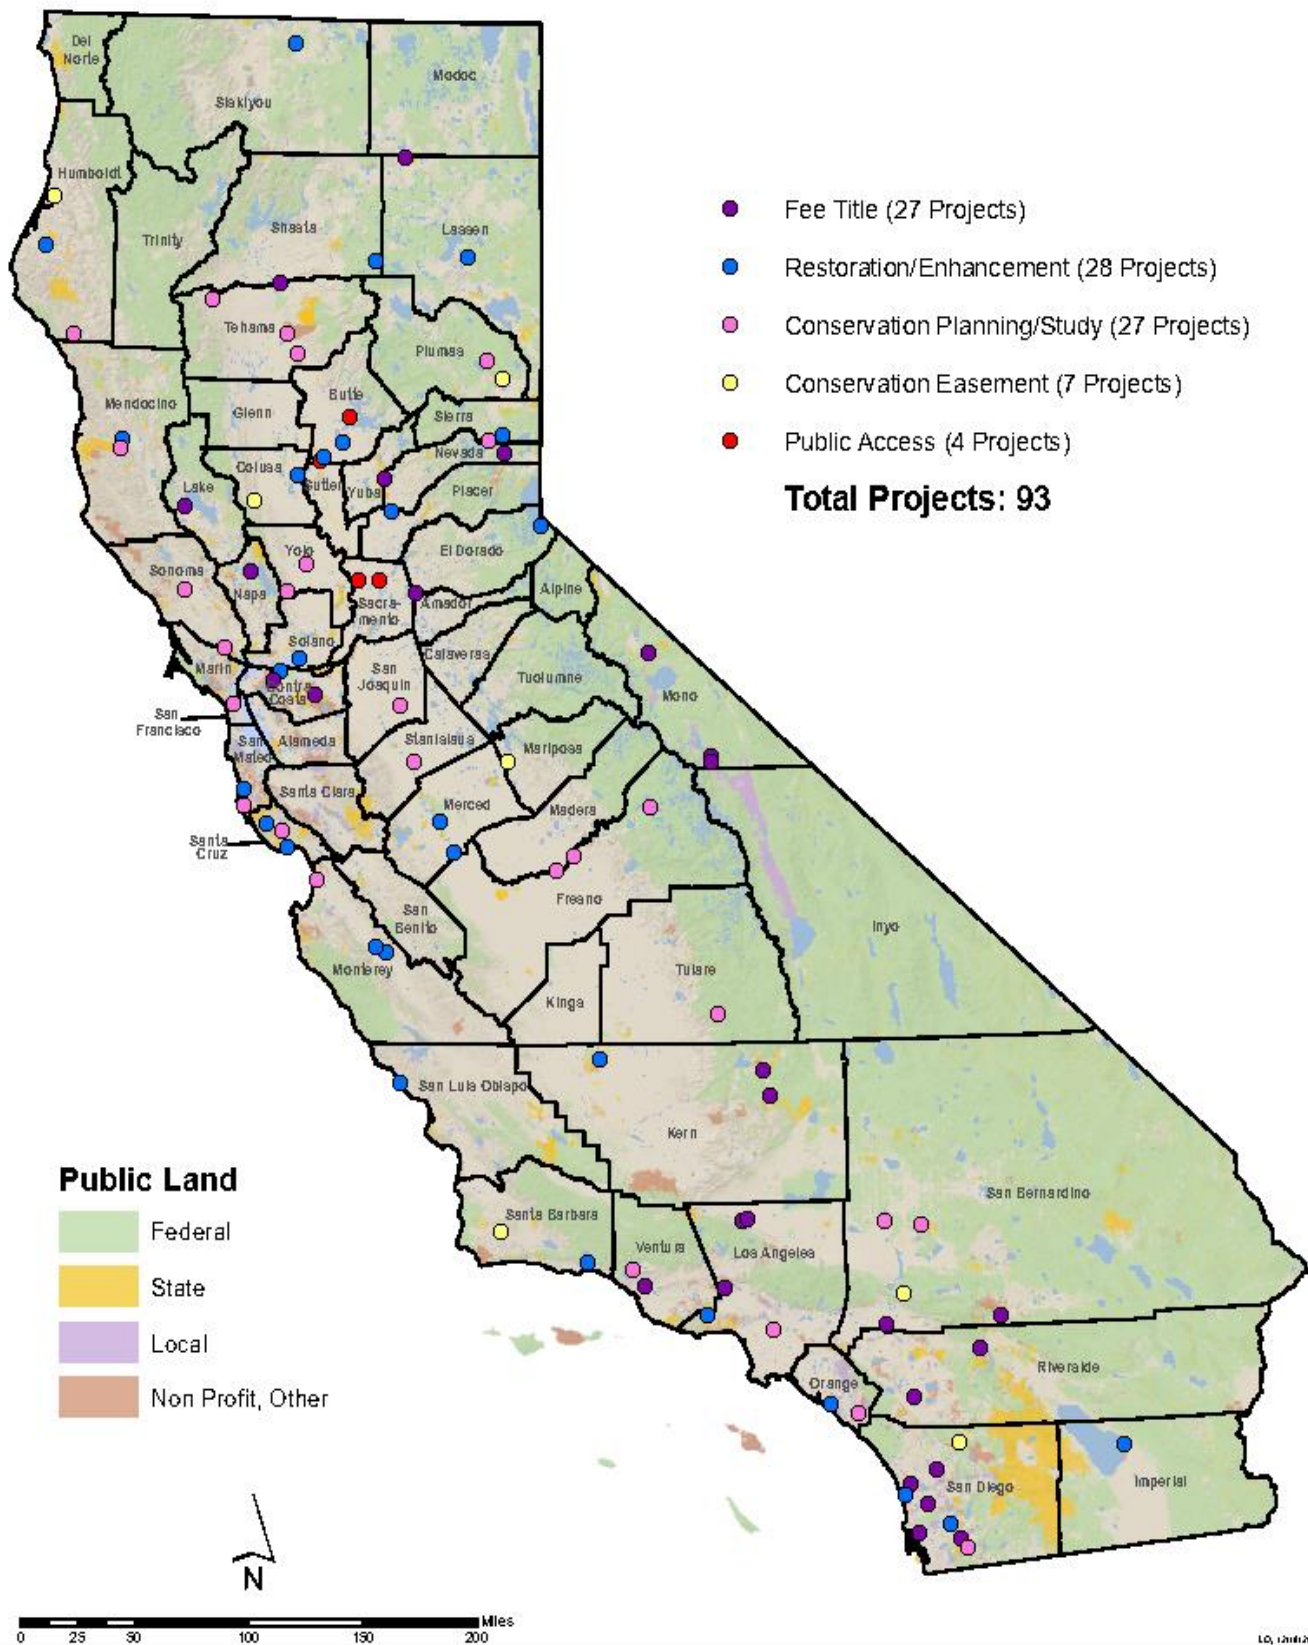 Del
Norte
Siskiyou
Modoc
Humboldt
Trinity
Shasta
Lassen
Fee Title (27 Projects)
Restoration/Enhancement (28 Projects)
Conservation Planning/Study (27 Projects)
Conservation Easement (7 Projects)
Public Access (4 Projects)
Total Projects: 93
Tehama
Plumas
Mendocino
Glenn
Butte
Sierra
Nevada
Colusa
Lake
Sutter
Yuba
Placer
Yolo
El Dorado
Sonoma
Napa
Sacra-
mento
Amador
Alpine
Solano
Marin
Calaveras
San
Joaquin
Tuolumne
Mono
Contra
Costa
San
Francisco
San
Mateo
Alameda
Stanislaus
Mariposa
Santa Clara
Merced
Madera
Santa
Cruz
Fresno
San
Benito
Inyo
Monterey
Tulare
Kings
San Luis Obispo
Kern
San Bernardino
Santa Barbara
Ventura
Los Angeles
Orange
Riverside
San Diego
Imperial
Public Land
Federal
State
Local
Non Profit, Other
N
Miles
0 25 50 100 150 200